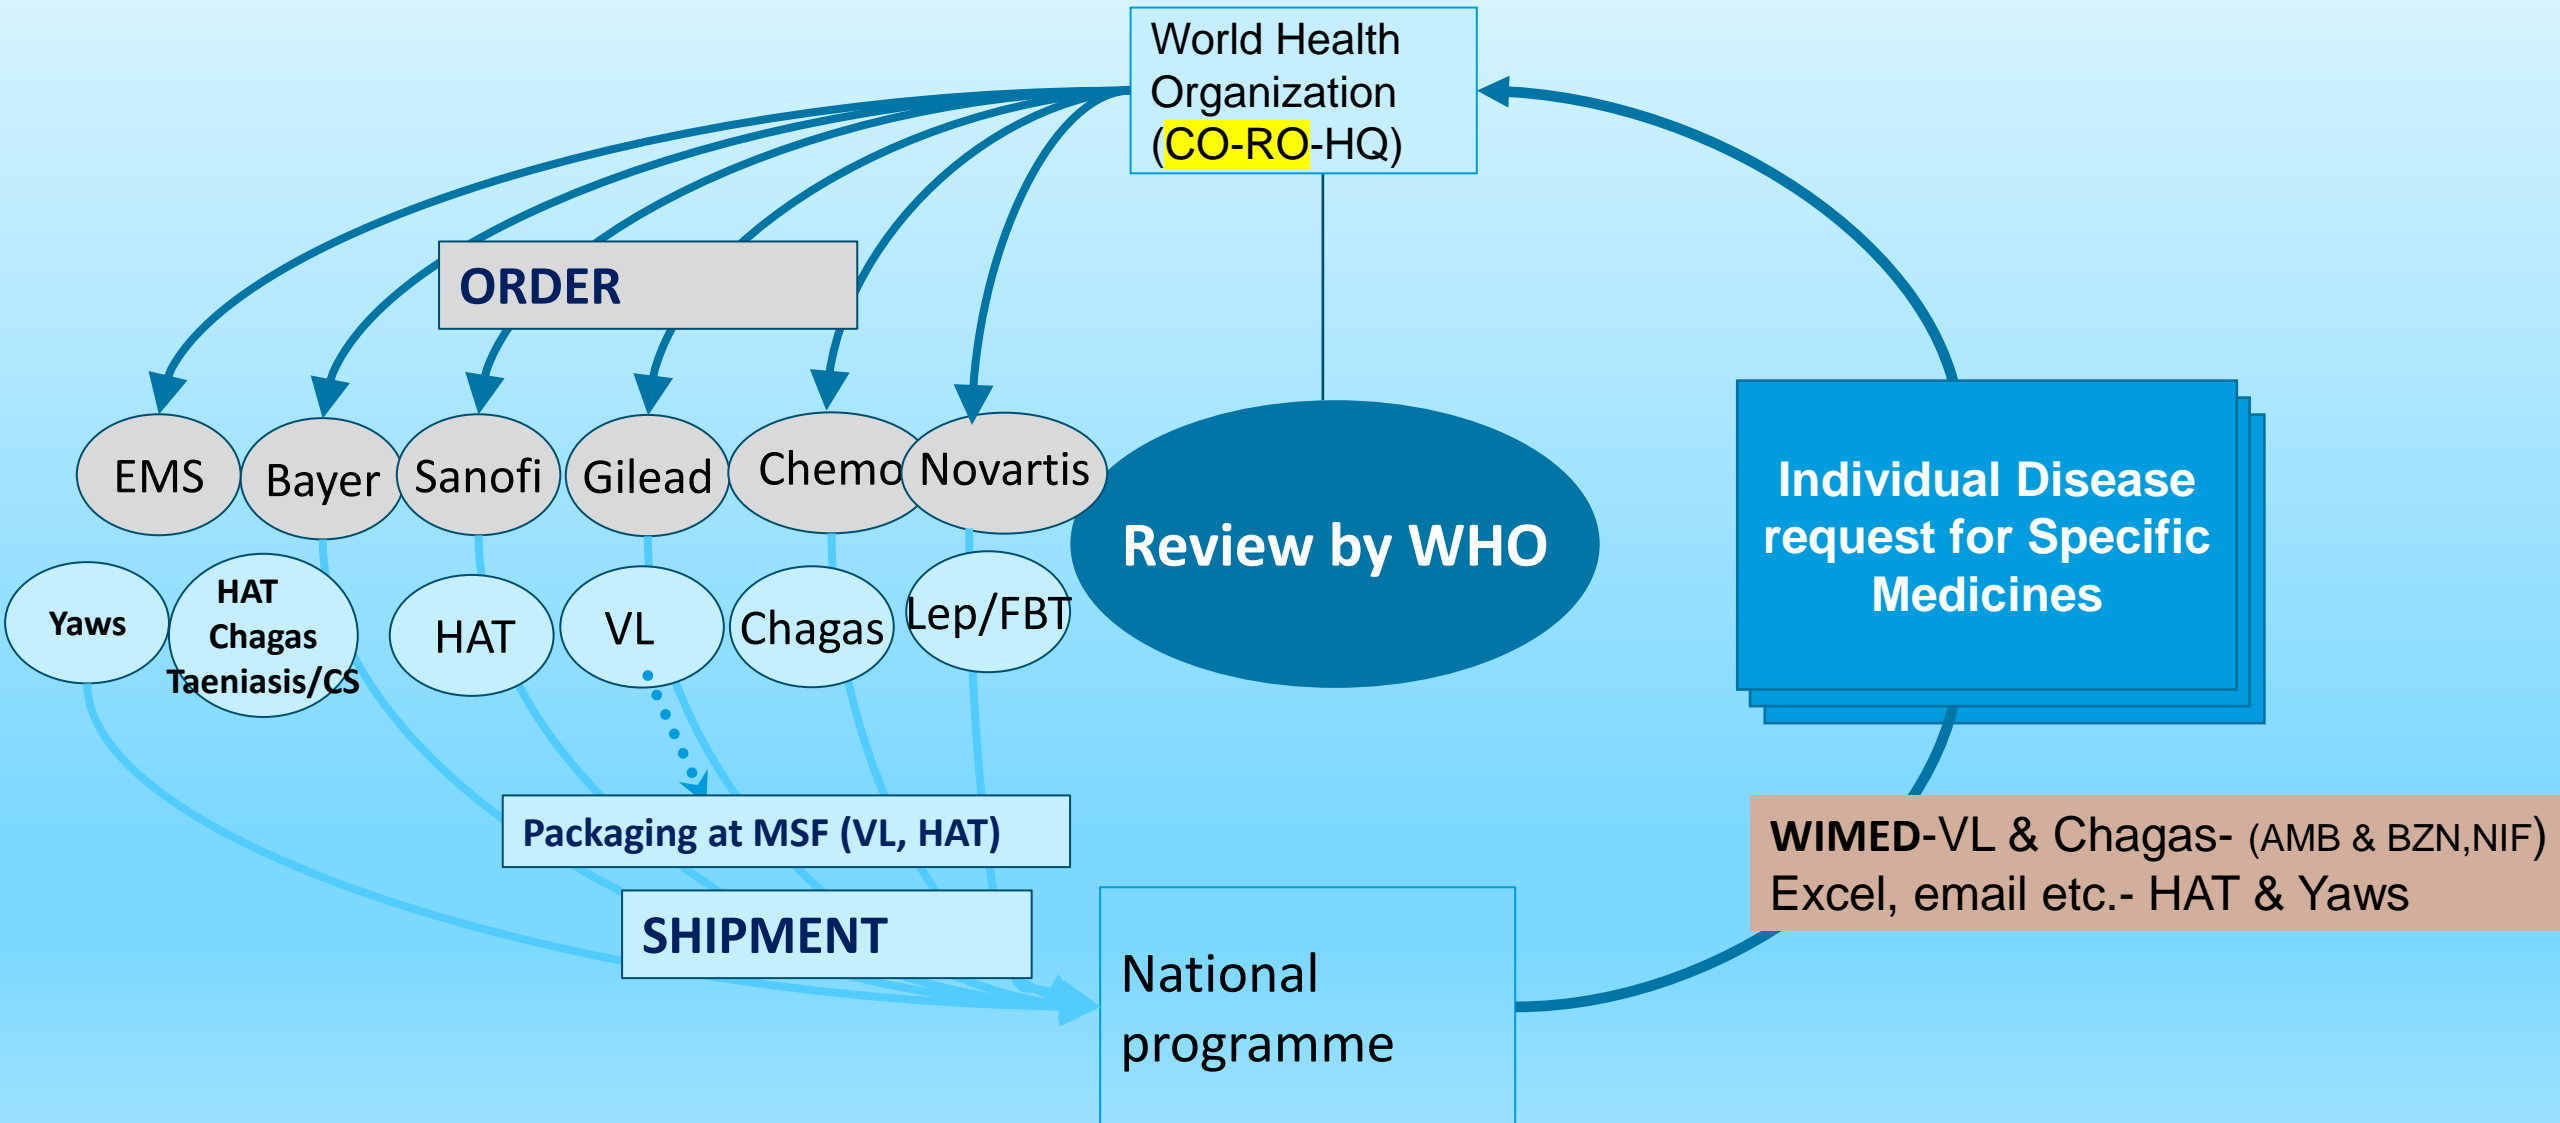 World Health
Organization
(CO-RO-HQ)
ORDER
EMS
Bayer
Sanofi
Gilead
Chemo
Novartis
Yaws
HAT
Chagas
Taeniasis/CS
HAT
VL
Chagas
Lep/FBT
Review by WHO
Individual Disease
request for Specific
Medicines
Packaging at MSF (VL, HAT)
SHIPMENT
National
programme
WIMED-VL & Chagas- (AMB & BZN,NIF)
Excel, email etc.- HAT & Yaws